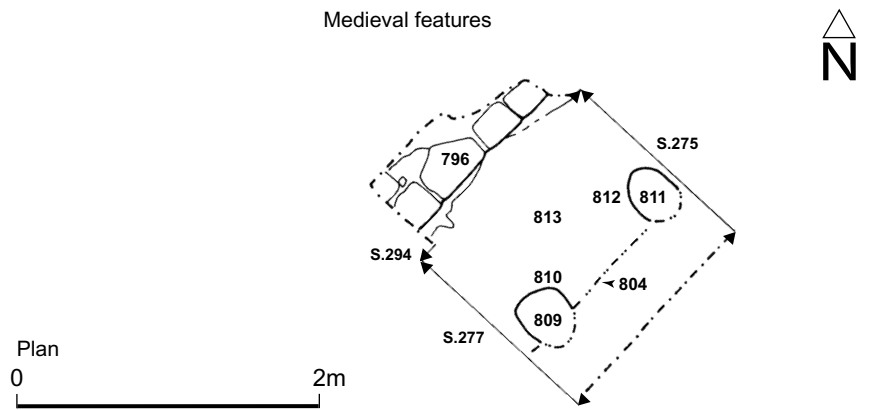 Medieval features
N
S.275
796
812
811
813
S.294
810
804
809
S.277
Plan
0
2m